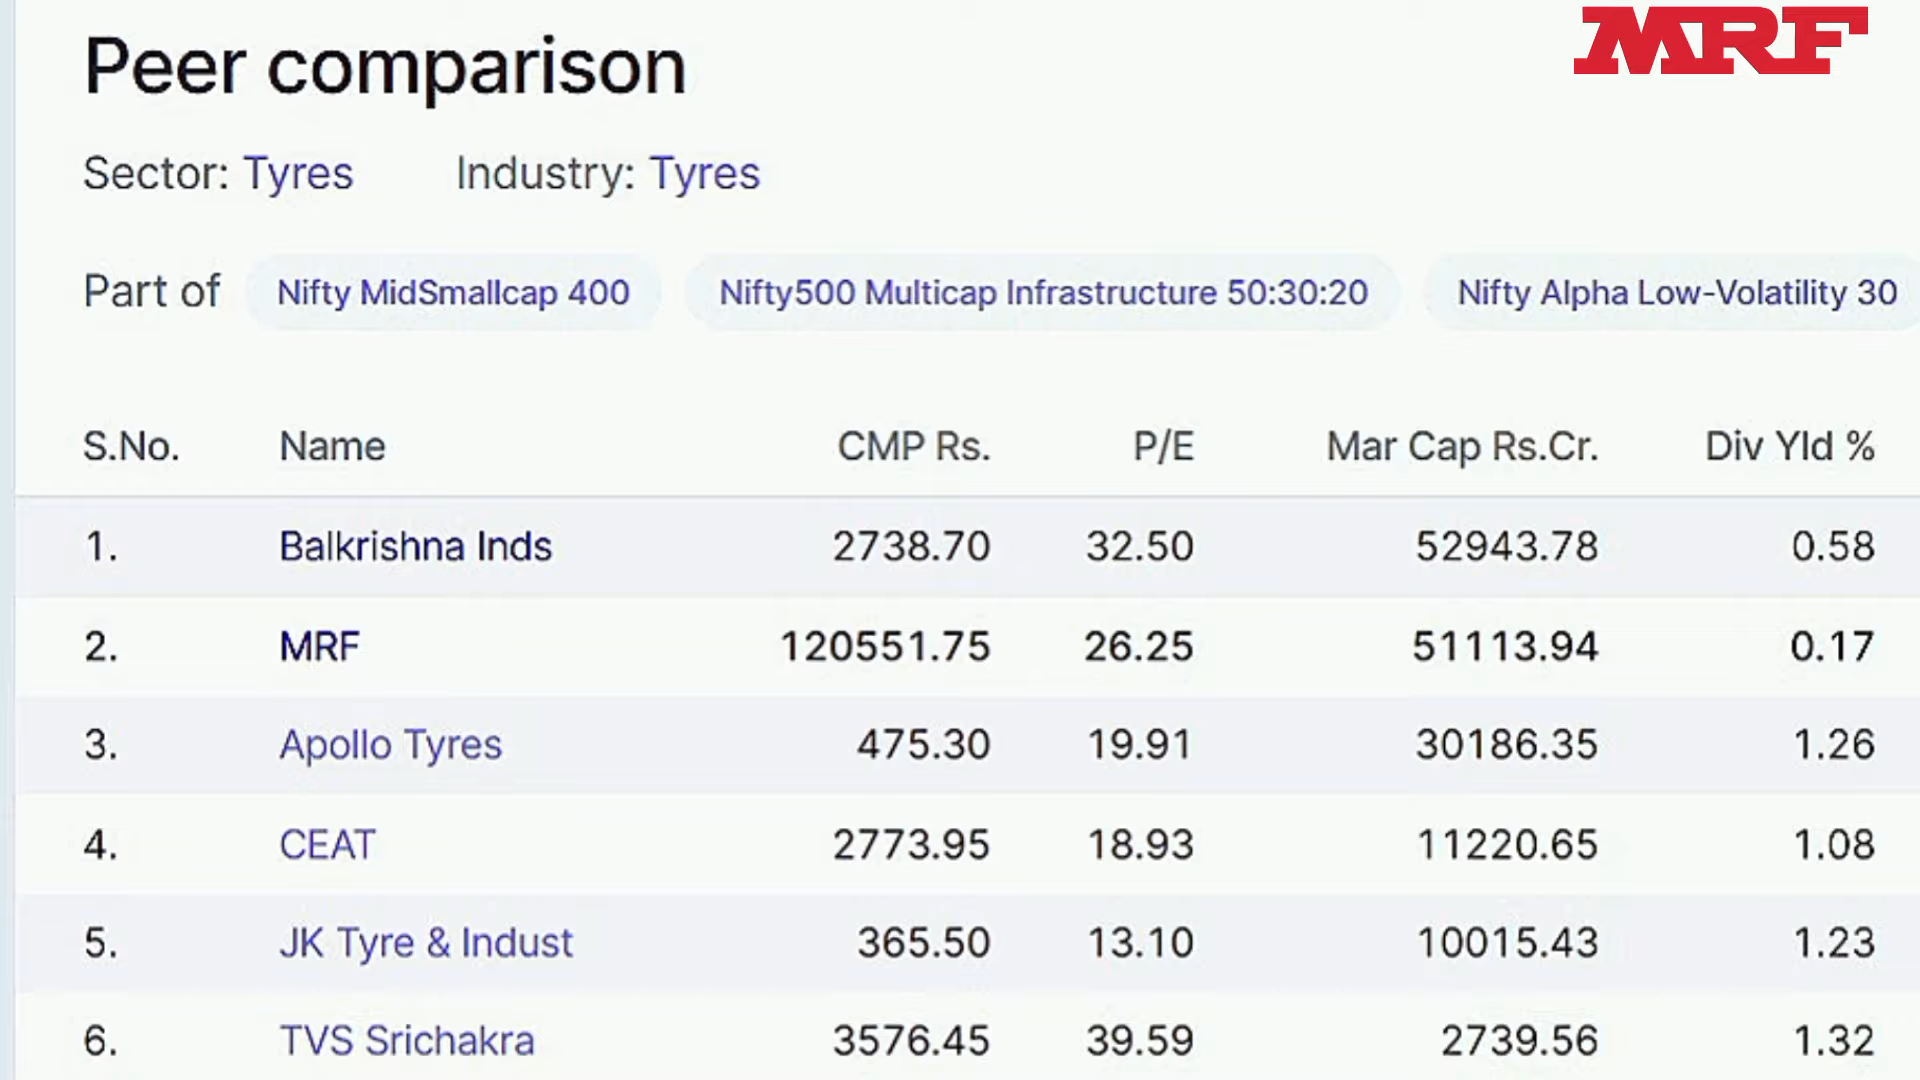 MRF
Peer comparison
Sector: Tyres Industry: Tyres
Part of Nifty MidSmallcap 400 Nifty500 Multicap Infrastructure 50:30:20 Nifty Alpha Low-Volatility 30
S.No. Name CMP Rs. P/E Mar Cap Rs.Cr. Div Yld %
1. Balkrishna Inds 2738.70 32.50 52943.78 0.58
2. MRF 120551.75 26.25 51113.94 0.17
3. Apollo Tyres 475.30 19.91 30186.35 1.26
4. CEAT 2773.95 18.93 11220.65 1.08
5. JK Tyre & Indust 365.50 13.10 10015.43 1.23
6. TVS Srichakra 3576.45 39.59 2739.56 1.32